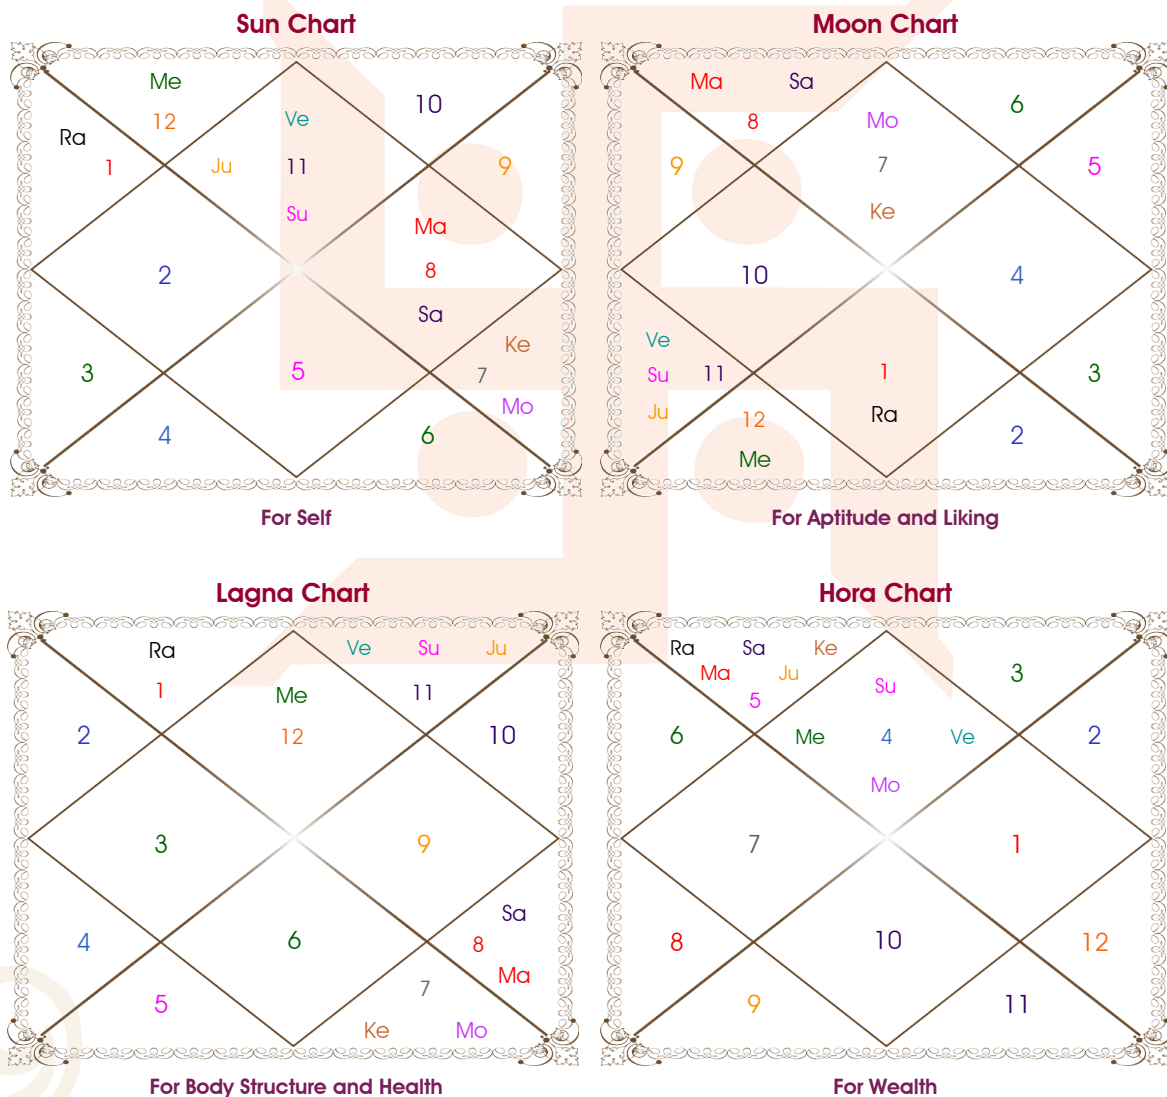 Sun Chart
Me
12
Ra
1
Ju
Ve
11
Su
10
9
2
Ma
8
Sa
3
4
5
Ke
7
Mo
6
For Self
Moon Chart
Ma Sa
8
9
Mo
7
Ke
6
5
10
4
Ve
Su 11
Ju
12
Me
1
Ra
3
2
For Aptitude and Liking
Lagna Chart
Ra
1
2
Me
12
Ve Su Ju
11
10
3
9
4
5
6
Sa
8
Ma
7
Ke Mo
For Body Structure and Health
Hora Chart
Ra Sa Ke
Ma Ju
5
6
Su
Me 4 Ve
Mo
3
2
7
1
8
9
10
12
11
For Wealth